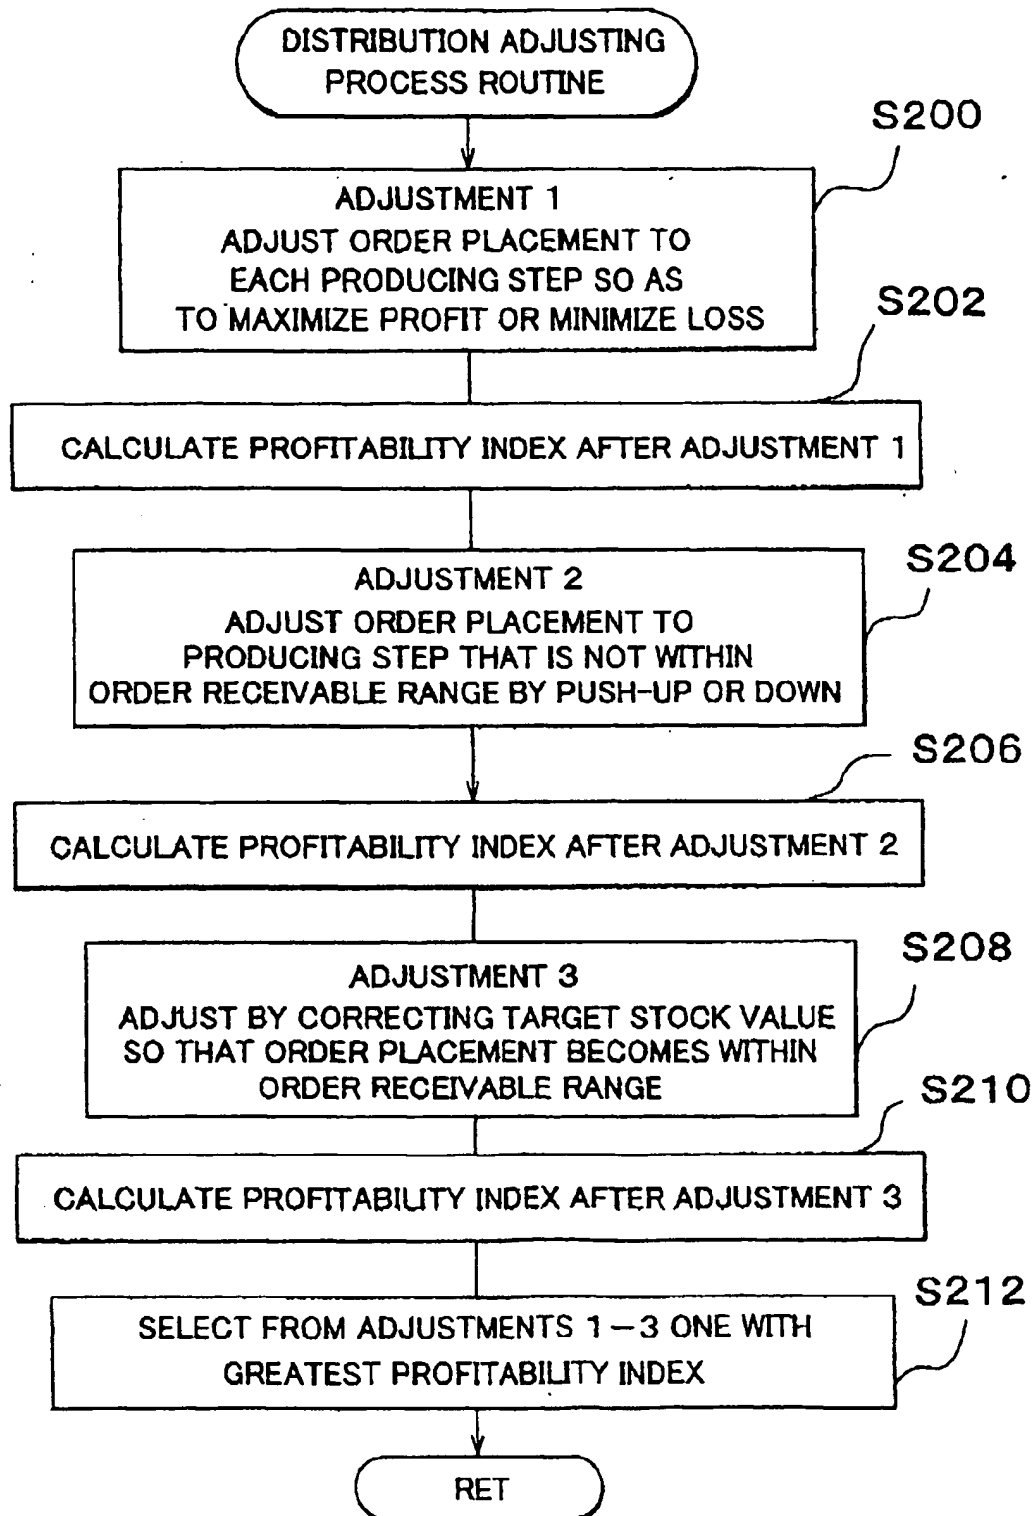 DISTRIBUTION ADJUSTING
PROCESS ROUTINE
S200
ADJUSTMENT 1
ADJUST ORDER PLACEMENT TO
EACH PRODUCING STEP SO AS
TO MAXIMIZE PROFIT OR MINIMIZE LOSS
S202
CALCULATE PROFITABILITY INDEX AFTER ADJUSTMENT 1
S204
ADJUSTMENT 2
ADJUST ORDER PLACEMENT TO
PRODUCING STEP THAT IS NOT WITHIN
ORDER RECEIVABLE RANGE BY PUSH-UP OR DOWN
S206
CALCULATE PROFITABILITY INDEX AFTER ADJUSTMENT 2
S208
ADJUSTMENT 3
ADJUST BY CORRECTING TARGET STOCK VALUE
SO THAT ORDER PLACEMENT BECOMES WITHIN
ORDER RECEIVABLE RANGE
S210
CALCULATE PROFITABILITY INDEX AFTER ADJUSTMENT 3
S212
SELECT FROM ADJUSTMENTS 1－3 ONE WITH
GREATEST PROFITABILITY INDEX
RET